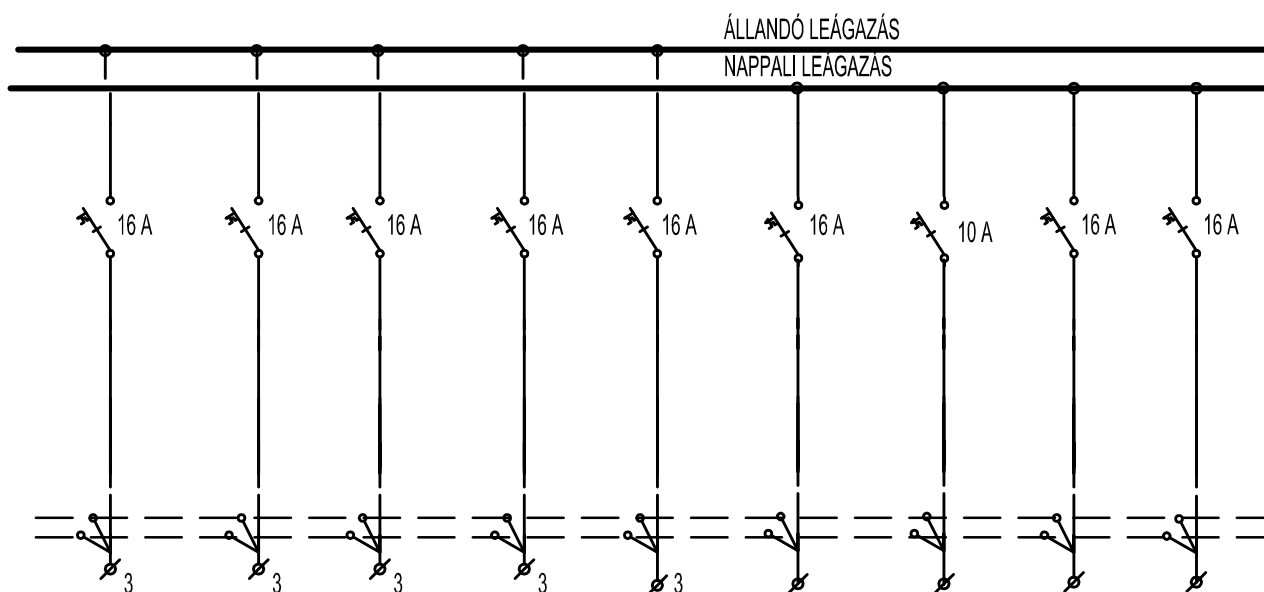 ÁLLANDÓ LEÁGAZÁS
NAPPALI LEÁGAZÁS
16 A 16 A 16 A 16 A 16 A 16 A 10 A 16 A 16 A
3 3 3 3 3